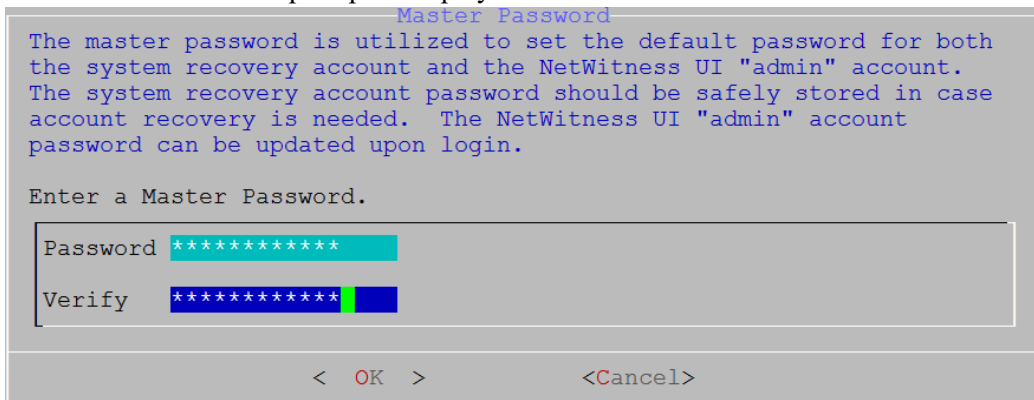 Master Password
The master password is utilized to set the default password for both
the system recovery account and the NetWitness UI "admin" account.
The system recovery account password should be safely stored in case
account recovery is needed.  The NetWitness UI "admin" account
password can be updated upon login.
Enter a Master Password.
Password ************
Verify ************
< OK > <Cancel>